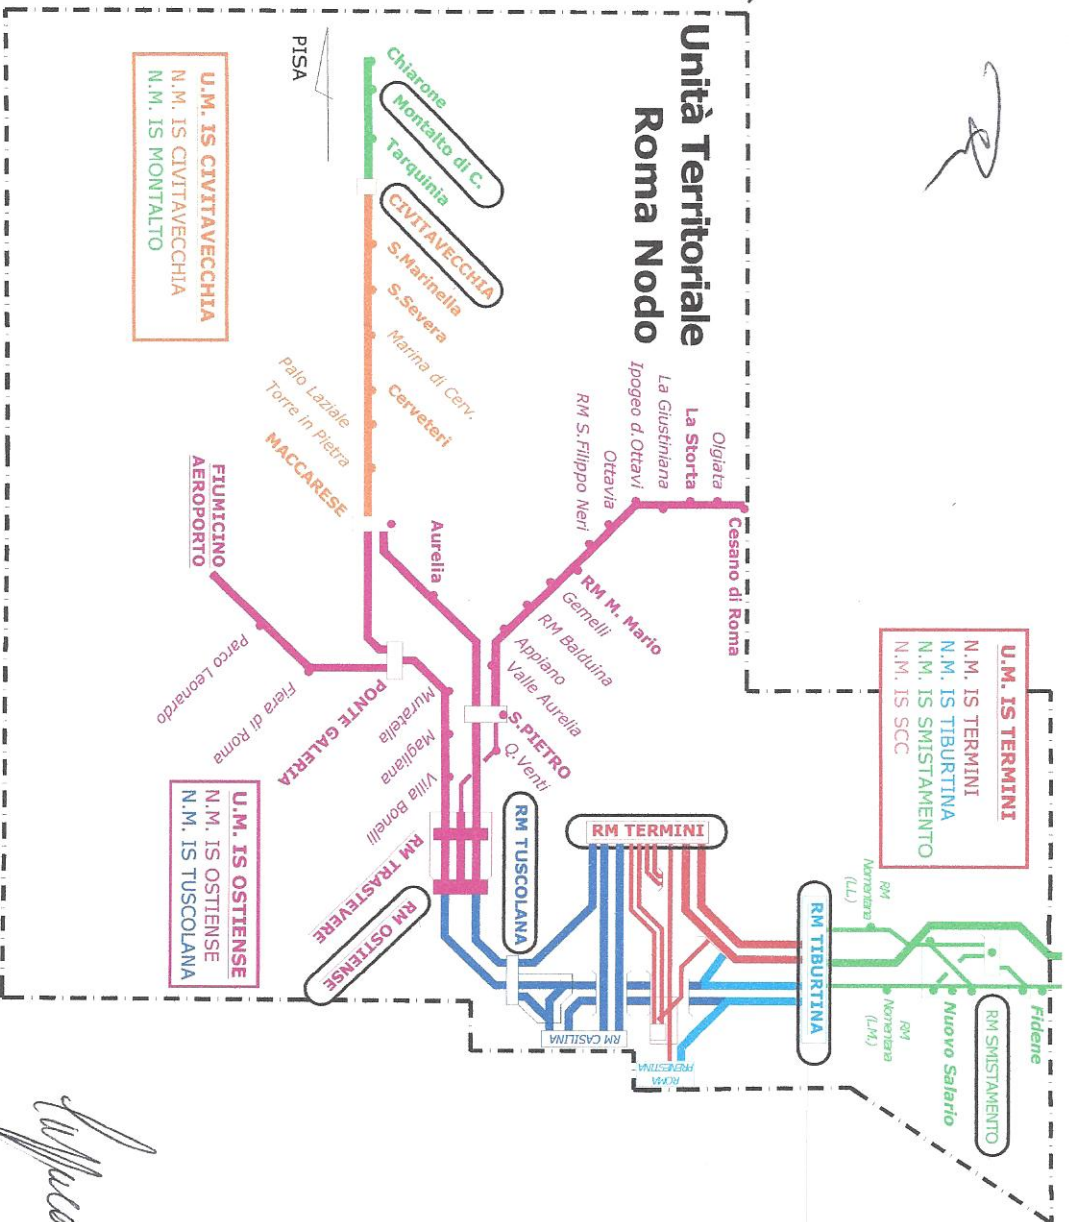 Unità Territoriale
Roma Nodo
PISA
Chiarone
Montalto di C.
Tarquinia
CIVITAVECCHIA
S.Marinella
S.Severa
Marina di Cerv.
Cerveteri
Palo Laziale
Torre in Pietra
MACCARESE
U.M. IS CIVITAVECCHIA
N.M. IS CIVITAVECCHIA
N.M. IS MONTALTO
Olgiata
La Storta
La Giustiniana
Ipogeo d.Ottavi
Ottavia
RM S.Filippo Neri
Cesano di Roma
RM M. Mario
Gemelli
RM Balduina
Appiano
Valle Aurelia
S.PIETRO
Q.Venti
Aurelia
FIUMICINO
AEROPORTO
Parco Leonardo
Fiera di Roma
PONTE GALERIA
Muratella
Magliana
Villa Bonelli
RM TRASTEVERE
RM OSTIENSE
U.M. IS OSTIENSE
N.M. IS OSTIENSE
N.M. IS TUSCOLANA
U.M. IS TERMINI
N.M. IS TERMINI
N.M. IS TIBURTINA
N.M. IS SMISTAMENTO
N.M. IS SCC
RM TUSCOLANA
RM TERMINI
RM TIBURTINA
RM CASILINA
ROMA
PRENESTINA
RM
Nomentana
(LL)
RM
Nomentana
(L.M.)
Nuovo Salario
RM SMISTAMENTO
Fidene